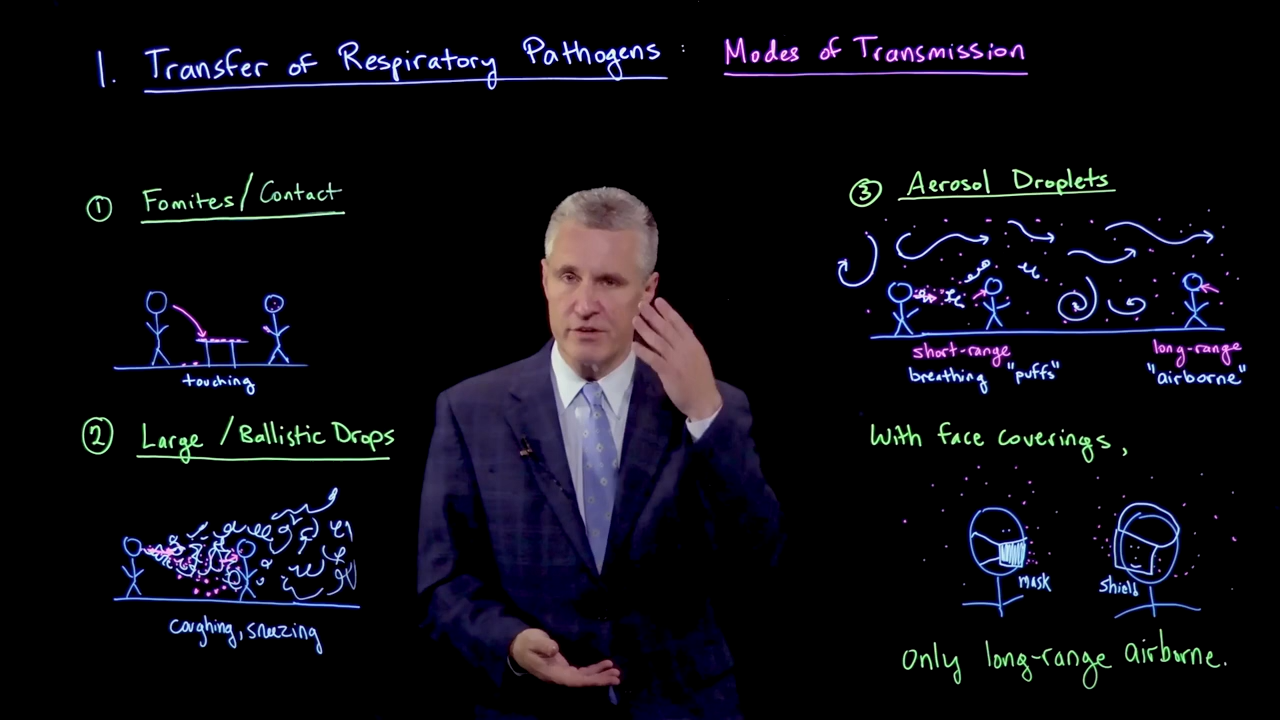 1. Transfer of Respiratory Pathogens : Modes of Transmission
① Fomites/Contact
touching
② Large/Ballistic Drops
coughing, sneezing
③ Aerosol Droplets
short-range
breathing "puffs"
long-range
"airborne"
With face coverings,
mask
shield
Only long-range airborne.